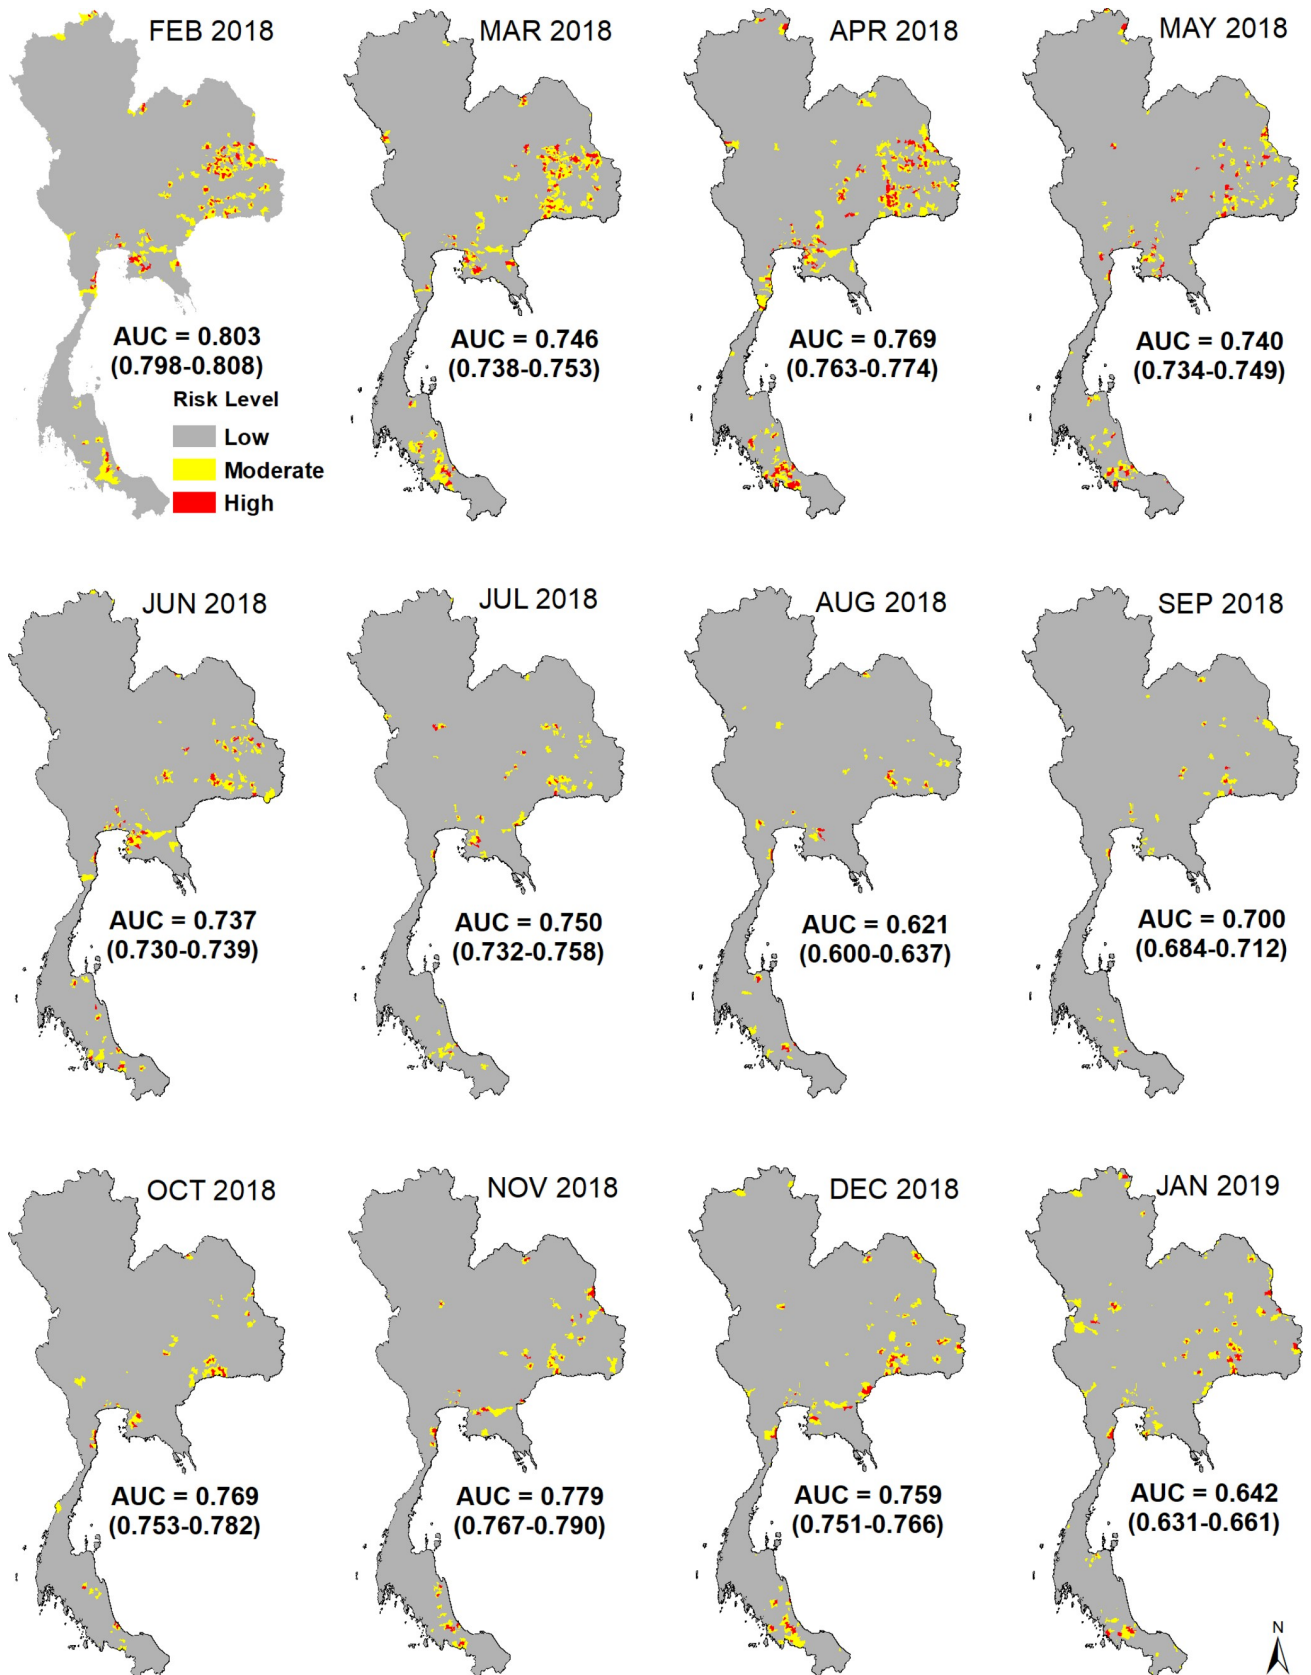 FEB 2018
MAR 2018
APR 2018
MAY 2018
AUC = 0.803
(0.798-0.808)
AUC = 0.746
(0.738-0.753)
AUC = 0.769
(0.763-0.774)
AUC = 0.740
(0.734-0.749)
Risk Level
Low
Moderate
High
JUN 2018
JUL 2018
AUG 2018
SEP 2018
AUC = 0.737
(0.730-0.739)
AUC = 0.750
(0.732-0.758)
AUC = 0.621
(0.600-0.637)
AUC = 0.700
(0.684-0.712)
OCT 2018
NOV 2018
DEC 2018
JAN 2019
AUC = 0.769
(0.753-0.782)
AUC = 0.779
(0.767-0.790)
AUC = 0.759
(0.751-0.766)
AUC = 0.642
(0.631-0.661)
N